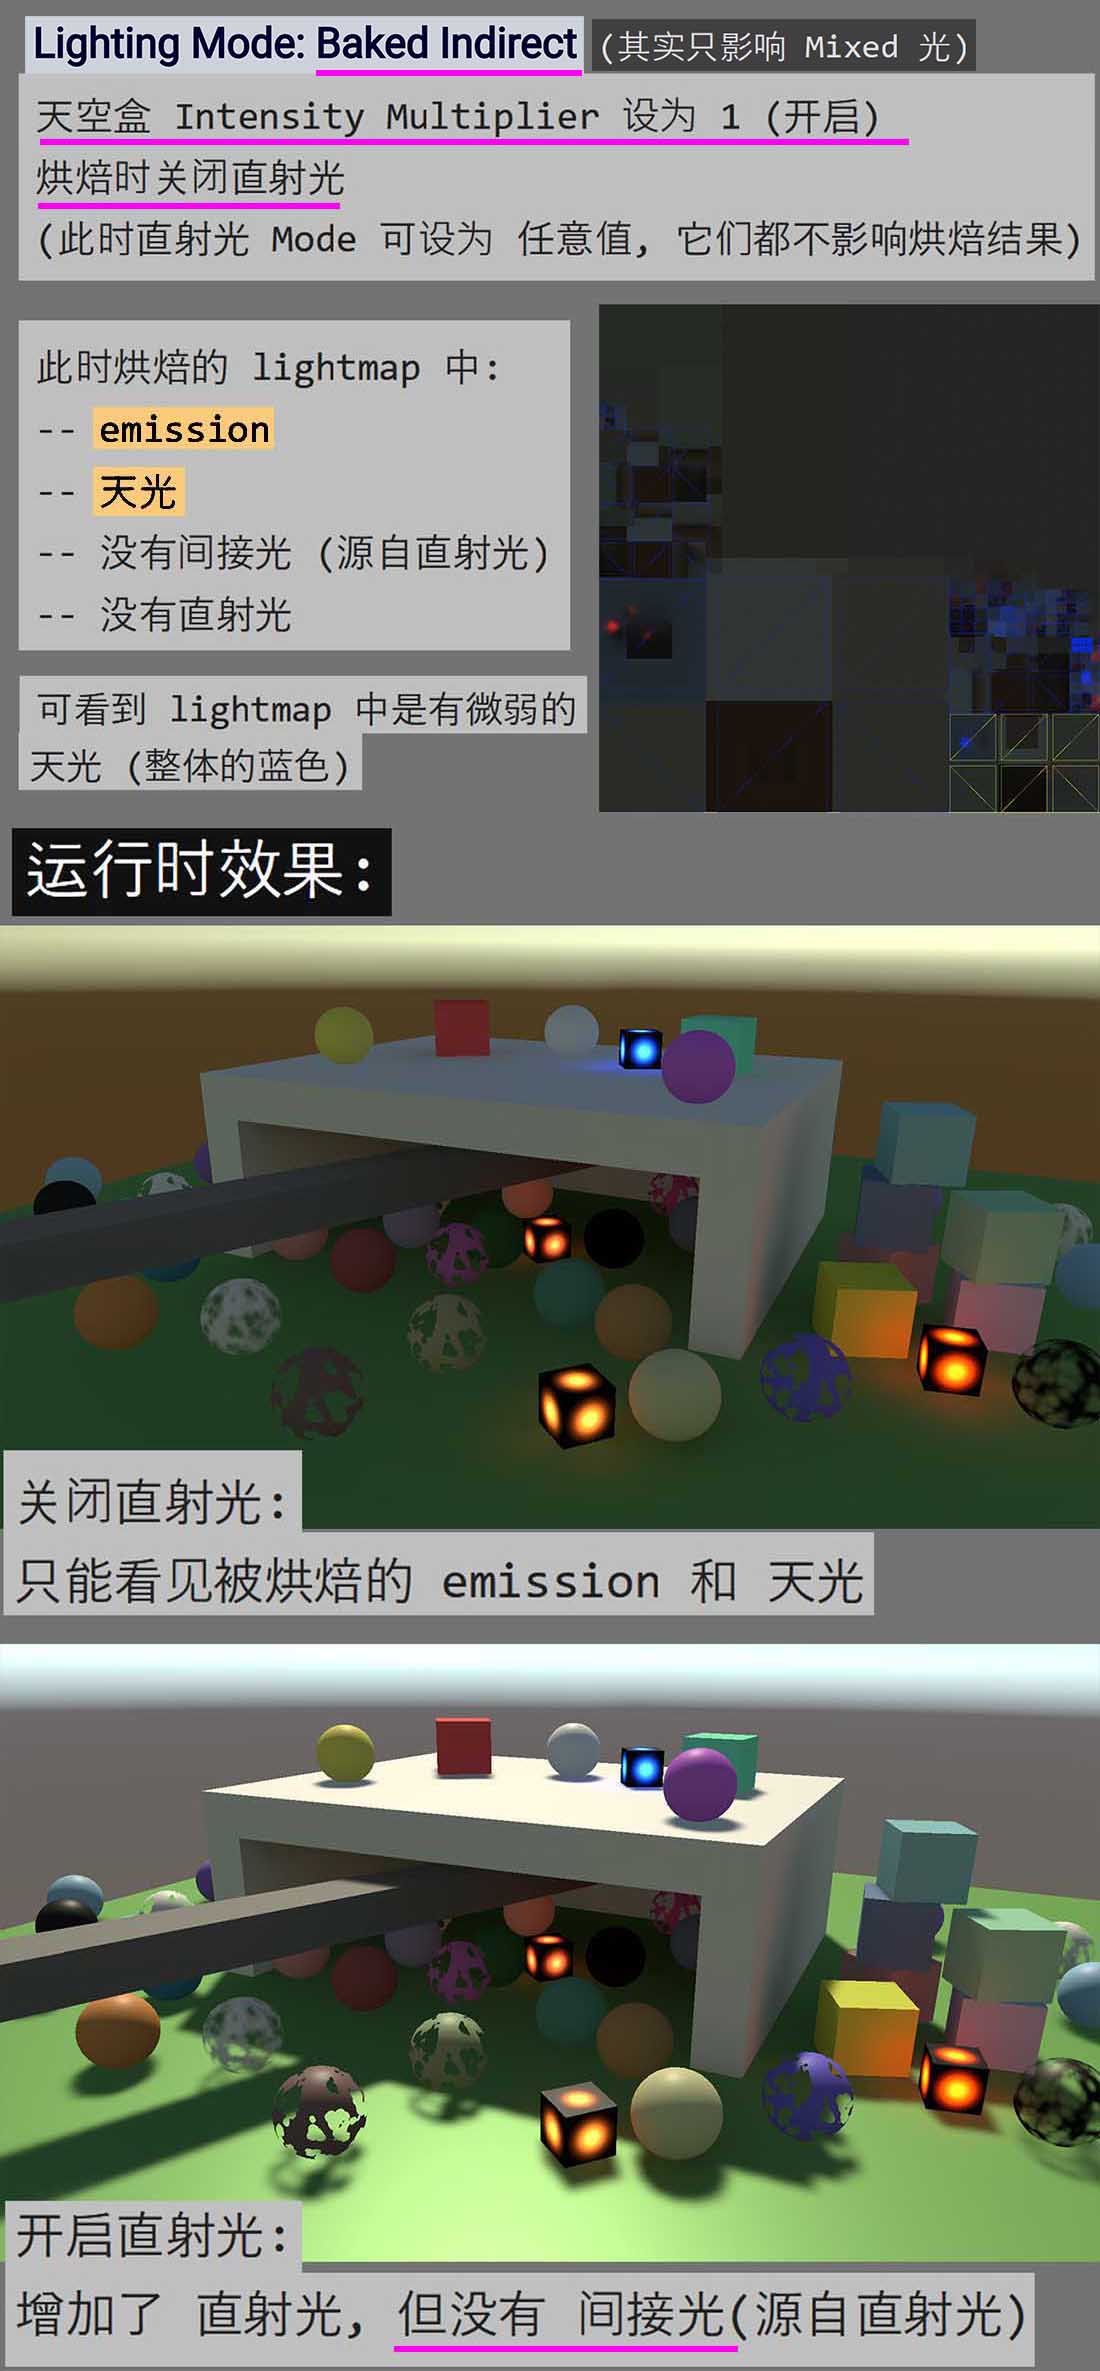 Lighting Mode: Baked Indirect (其实只影响 Mixed 光)
天空盒 Intensity Multiplier 设为 1 (开启)
烘焙时关闭直射光
(此时直射光 Mode 可设为 任意值, 它们都不影响烘焙结果)
此时烘焙的 lightmap 中:
-- emission
-- 天光
-- 没有间接光 (源自直射光)
-- 没有直射光
可看到 lightmap 中是有微弱的
天光 (整体的蓝色)
运行时效果:
关闭直射光:
只能看见被烘焙的 emission 和 天光
开启直射光:
增加了 直射光, 但没有 间接光(源自直射光)